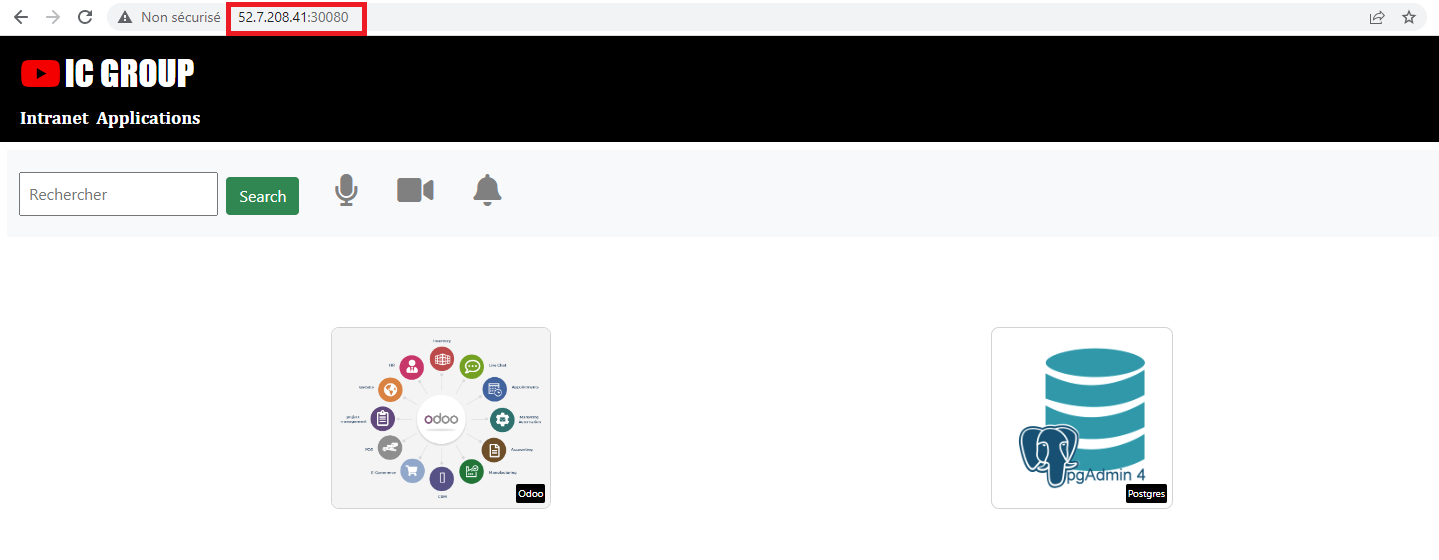 Non sécurisé 52.7.208.41:30080
IC GROUP
Intranet Applications
Rechercher
Search
HR
Live Chat
Website
Appointments
odoo
Project
management
Marketing
Automation
POS
Accounting
E-Commerce
Manufacturing
CRM
Odoo
pgAdmin 4
Postgres